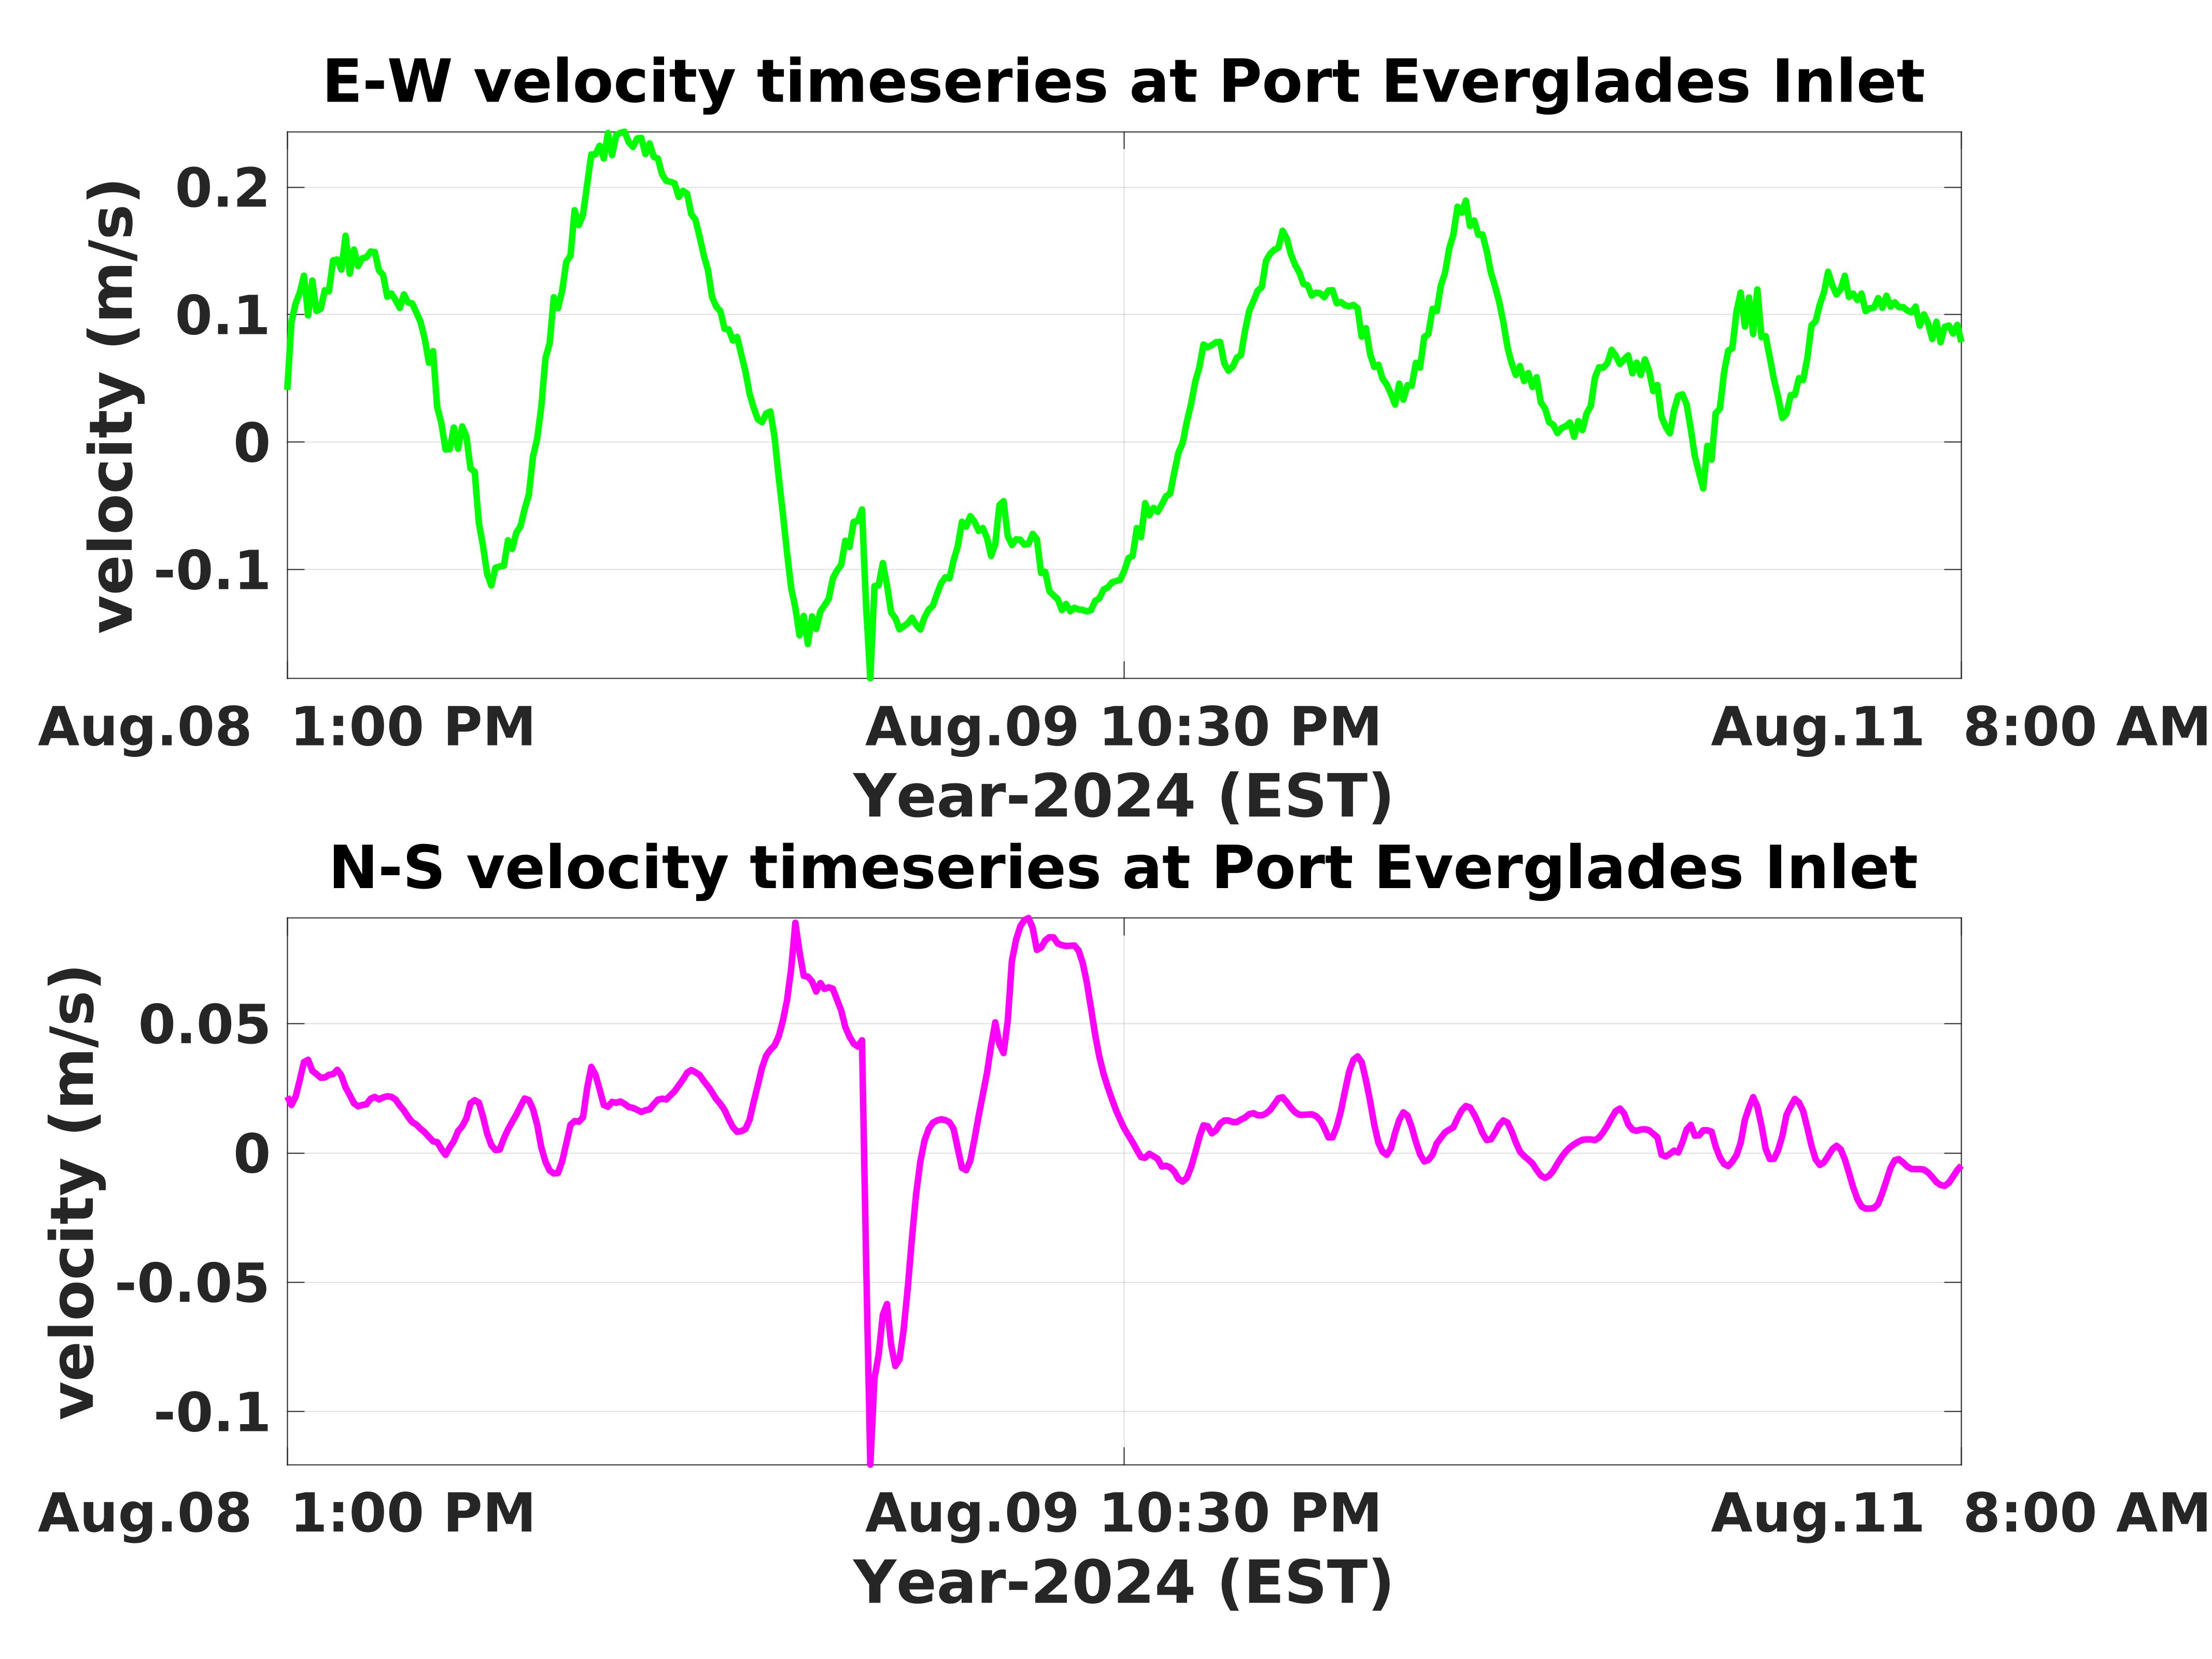 E-W velocity timeseries at Port Everglades Inlet
velocity (m/s)
0.2
0.1
0
-0.1
Aug.08 1:00 PM Aug.09 10:30 PM Aug.11 8:00 AM
Year-2024 (EST)
N-S velocity timeseries at Port Everglades Inlet
velocity (m/s)
0.05
0
-0.05
-0.1
Aug.08 1:00 PM Aug.09 10:30 PM Aug.11 8:00 AM
Year-2024 (EST)